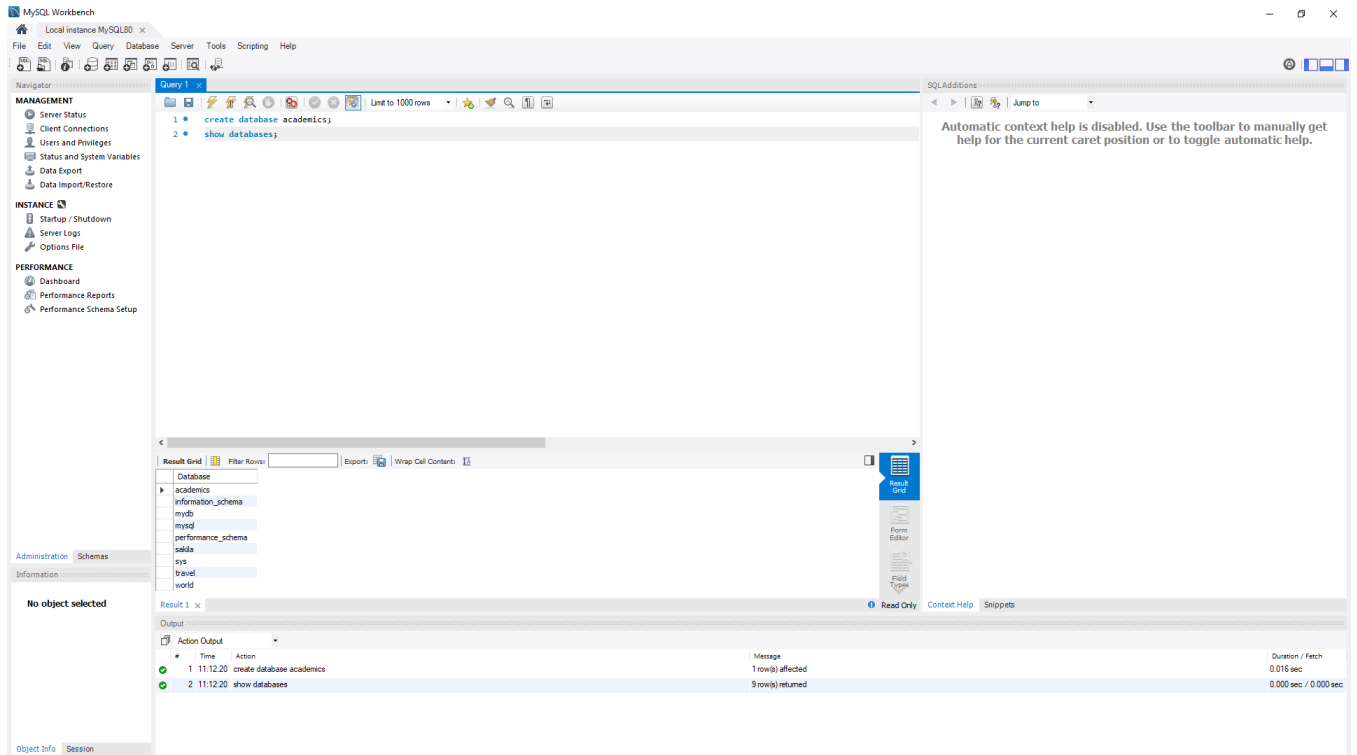 MySQL Workbench
Local instance MySQL80
File Edit View Query Database Server Tools Scripting Help
Navigator
MANAGEMENT
Server Status
Client Connections
Users and Privileges
Status and System Variables
Data Export
Data Import/Restore
INSTANCE
Startup / Shutdown
Server Logs
Options File
PERFORMANCE
Dashboard
Performance Reports
Performance Schema Setup
Administration Schemas
Information
No object selected
Object Info Session
Query 1
Limit to 1000 rows
1 create database academics;
2 show databases;
Result Grid Filter Rows: Export: Wrap Cell Content:
Database
academics
information_schema
mydb
mysql
performance_schema
sakila
sys
travel
world
Result
Grid
Form
Editor
Field
Types
Result 1 Read Only
SQLAdditions
Jump to
Automatic context help is disabled. Use the toolbar to manually get
help for the current caret position or to toggle automatic help.
Context Help Snippets
Output
Action Output
# Time Action Message Duration / Fetch
1 11:12:20 create database academics 1 row(s) affected 0.016 sec
2 11:12:20 show databases 9 row(s) returned 0.000 sec / 0.000 sec